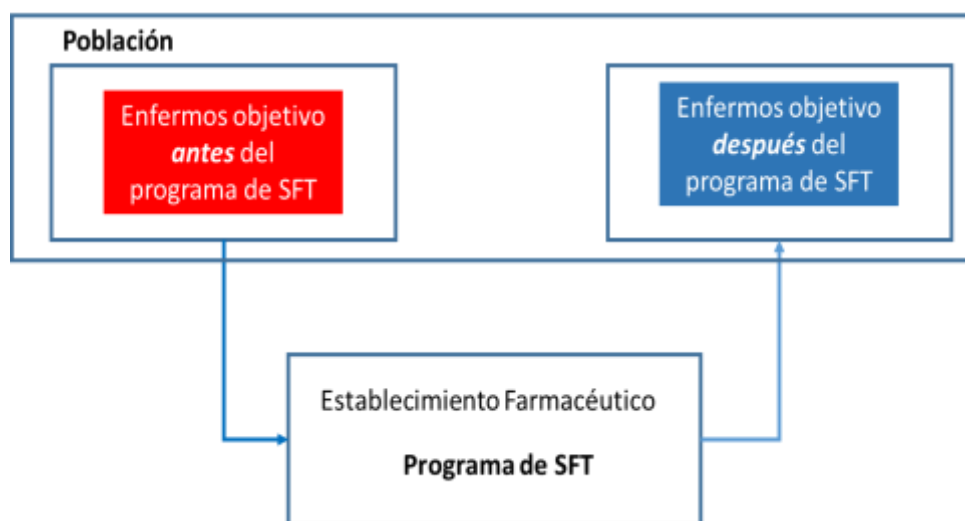 Población
Enfermos objetivo
antes del
programa de SFT
Enfermos objetivo
después del
programa de SFT
Establecimiento Farmacéutico
Programa de SFT